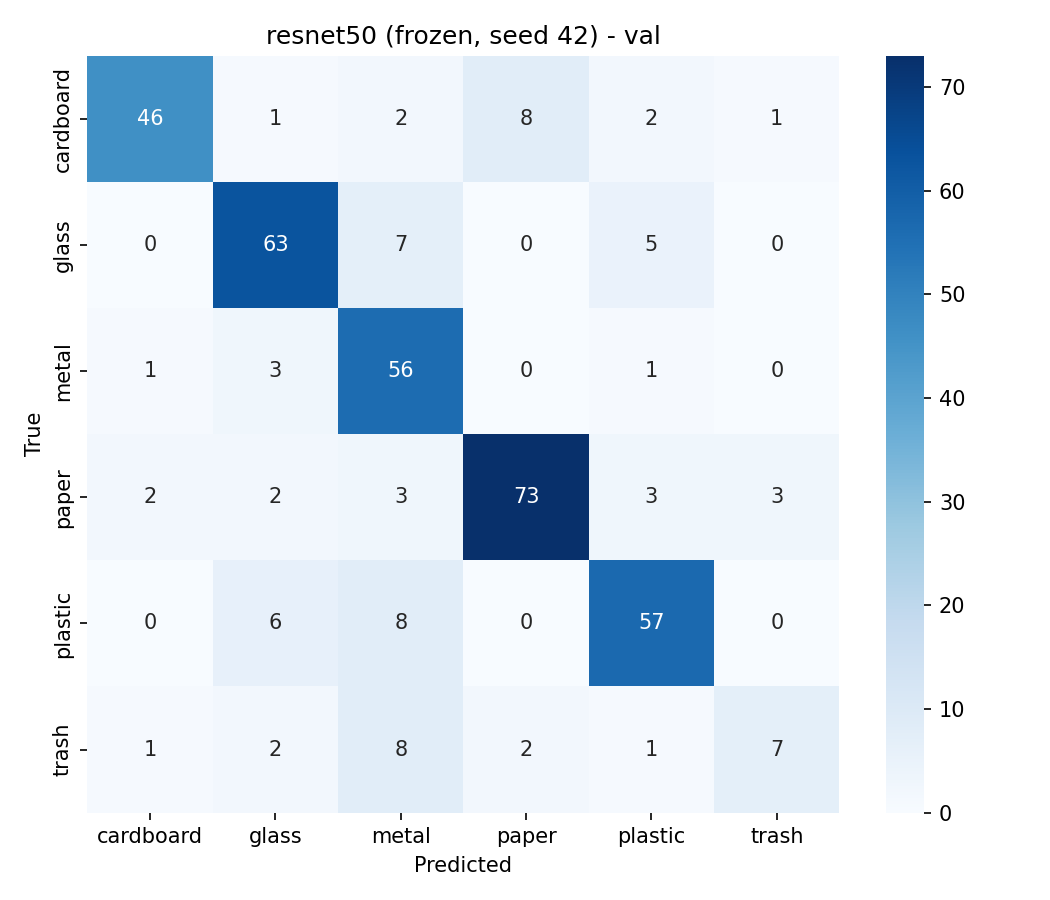 resnet50 (frozen, seed 42) - val
cardboard 46 1 2 8 2 1
glass 0 63 7 0 5 0
metal 1 3 56 0 1 0
paper 2 2 3 73 3 3
plastic 0 6 8 0 57 0
trash 1 2 8 2 1 7
True
cardboard glass metal paper plastic trash
Predicted
70
60
50
40
30
20
10
0